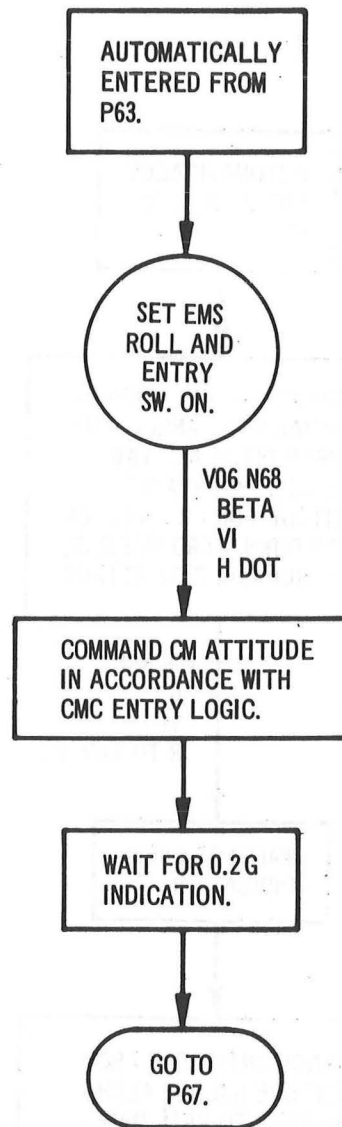 AUTOMATICALLY
ENTERED FROM
P63.
SET EMS
ROLL AND
ENTRY
SW. ON.
V06 N68
BETA
VI
H DOT
COMMAND CM ATTITUDE
IN ACCORDANCE WITH
CMC ENTRY LOGIC.
WAIT FOR 0.2G
INDICATION.
GO TO
P67.